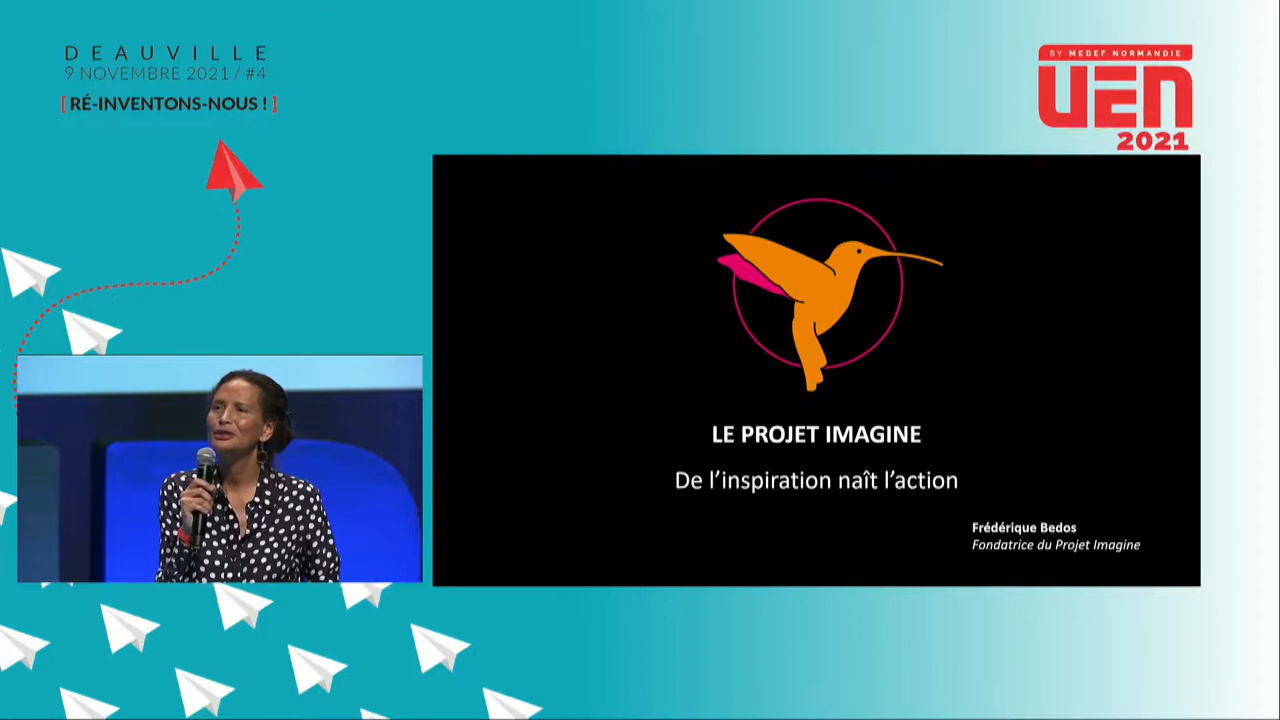 DEAUVILLE
9 NOVEMBRE 2021 / #4
[ RÉ-INVENTONS-NOUS ! ]
BY MEDEF NORMANDIE
UEN
2021
LE PROJET IMAGINE
De l’inspiration naît l’action
Frédérique Bedos
Fondatrice du Projet Imagine